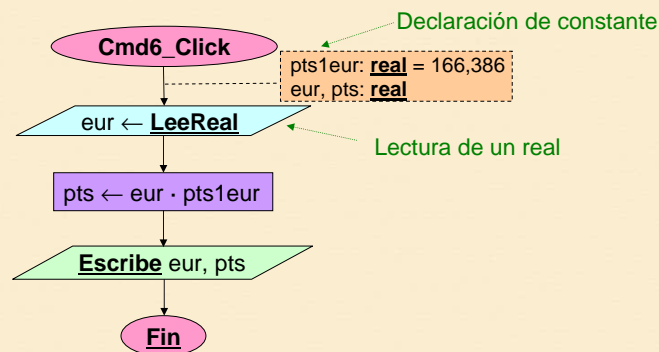 Declaración de constante
Cmd6_Click
pts1eur: real = 166,386
eur, pts: real
eur ← LeeReal
Lectura de un real
pts ← eur · pts1eur
Escribe eur, pts
Fin